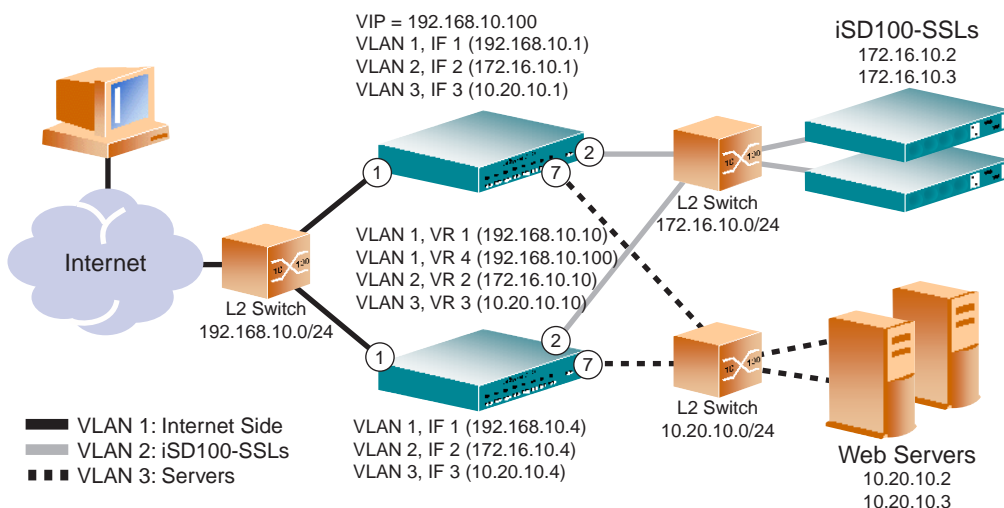 VIP = 192.168.10.100
VLAN 1, IF 1 (192.168.10.1)
VLAN 2, IF 2 (172.16.10.1)
VLAN 3, IF 3 (10.20.10.1)
iSD100-SSLs
172.16.10.2
172.16.10.3
1
2
7
L2 Switch
172.16.10.0/24
Internet
L2 Switch
192.168.10.0/24
VLAN 1, VR 1 (192.168.10.10)
VLAN 1, VR 4 (192.168.10.100)
VLAN 2, VR 2 (172.16.10.10)
VLAN 3, VR 3 (10.20.10.10)
1
2
7
L2 Switch
10.20.10.0/24
VLAN 1: Internet Side
VLAN 2: iSD100-SSLs
VLAN 3: Servers
VLAN 1, IF 1 (192.168.10.4)
VLAN 2, IF 2 (172.16.10.4)
VLAN 3, IF 3 (10.20.10.4)
Web Servers
10.20.10.2
10.20.10.3